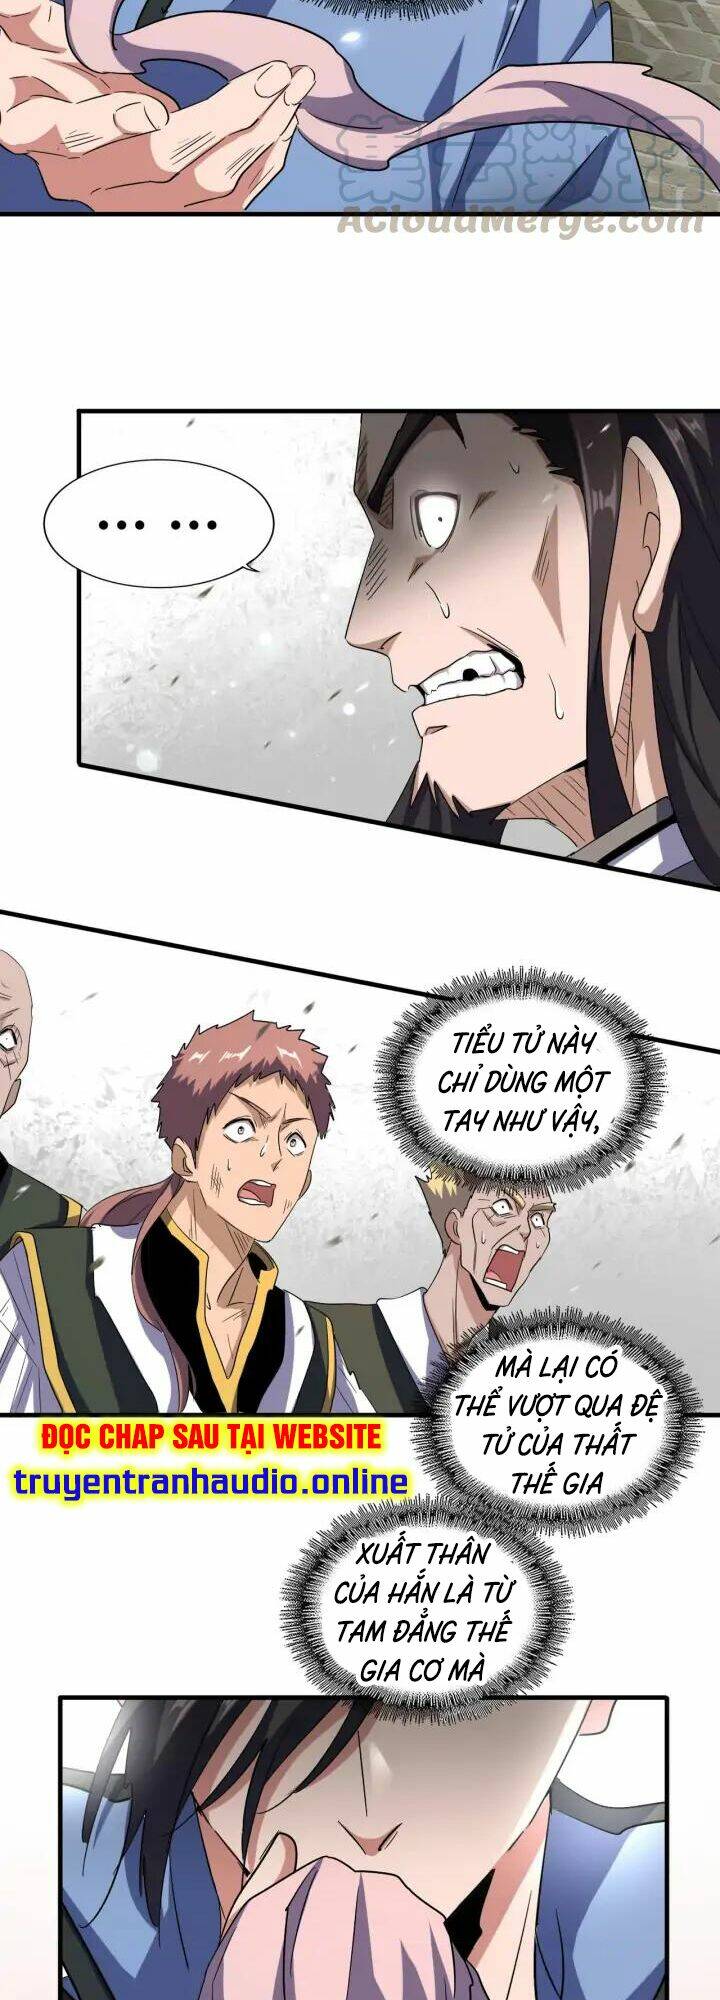 ACloudMerge.com
... ...
TIỂU TỬ NÀY
CHỈ DÙNG MỘT
TAY NHƯ VẬY,
MÀ LẠI CÓ
THỂ VƯỢT QUA ĐỆ
TỬ CỦA THẤT
THẾ GIA
ĐỌC CHAP SAU TẠI WEBSITE
truyentranhaudio.online
XUẤT THÂN
CỦA HẮN LÀ TỪ
TAM ĐẲNG THẾ
GIA CƠ MÀ